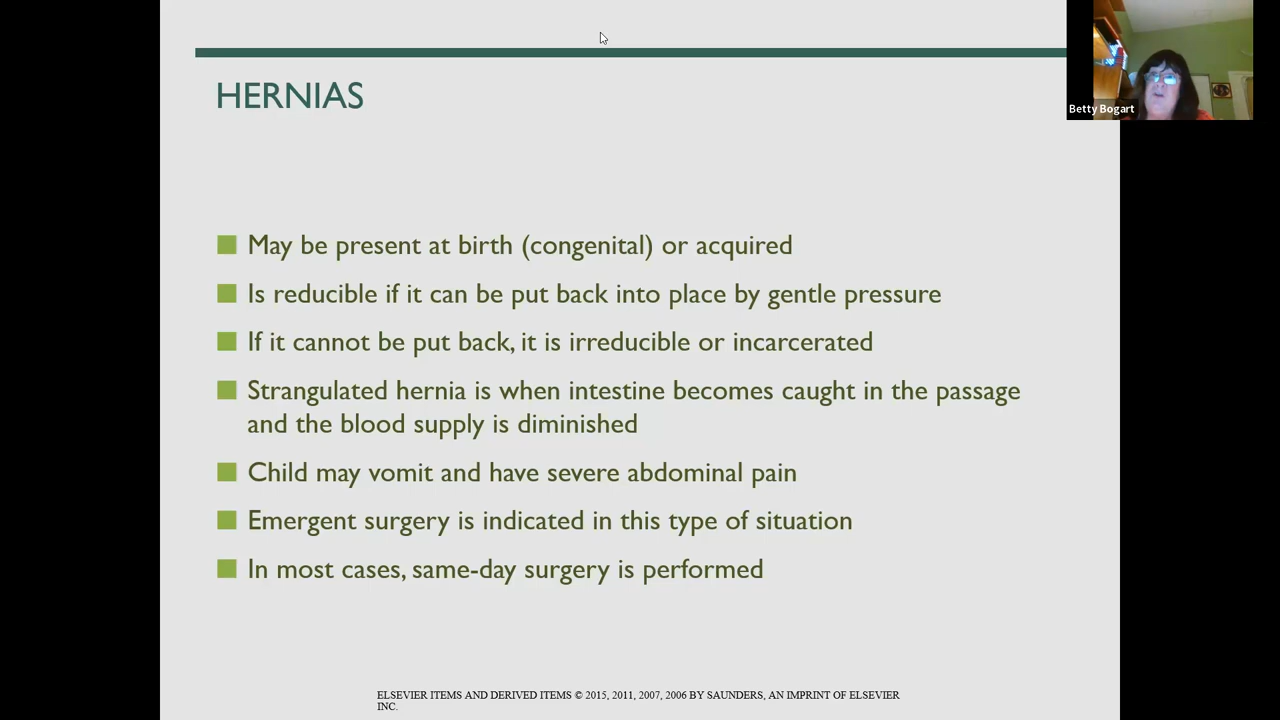 HERNIAS
Betty Bogart
May be present at birth (congenital) or acquired
Is reducible if it can be put back into place by gentle pressure
If it cannot be put back, it is irreducible or incarcerated
Strangulated hernia is when intestine becomes caught in the passage
and the blood supply is diminished
Child may vomit and have severe abdominal pain
Emergent surgery is indicated in this type of situation
In most cases, same-day surgery is performed
ELSEVIER ITEMS AND DERIVED ITEMS © 2015, 2011, 2007, 2006 BY SAUNDERS, AN IMPRINT OF ELSEVIER
INC.